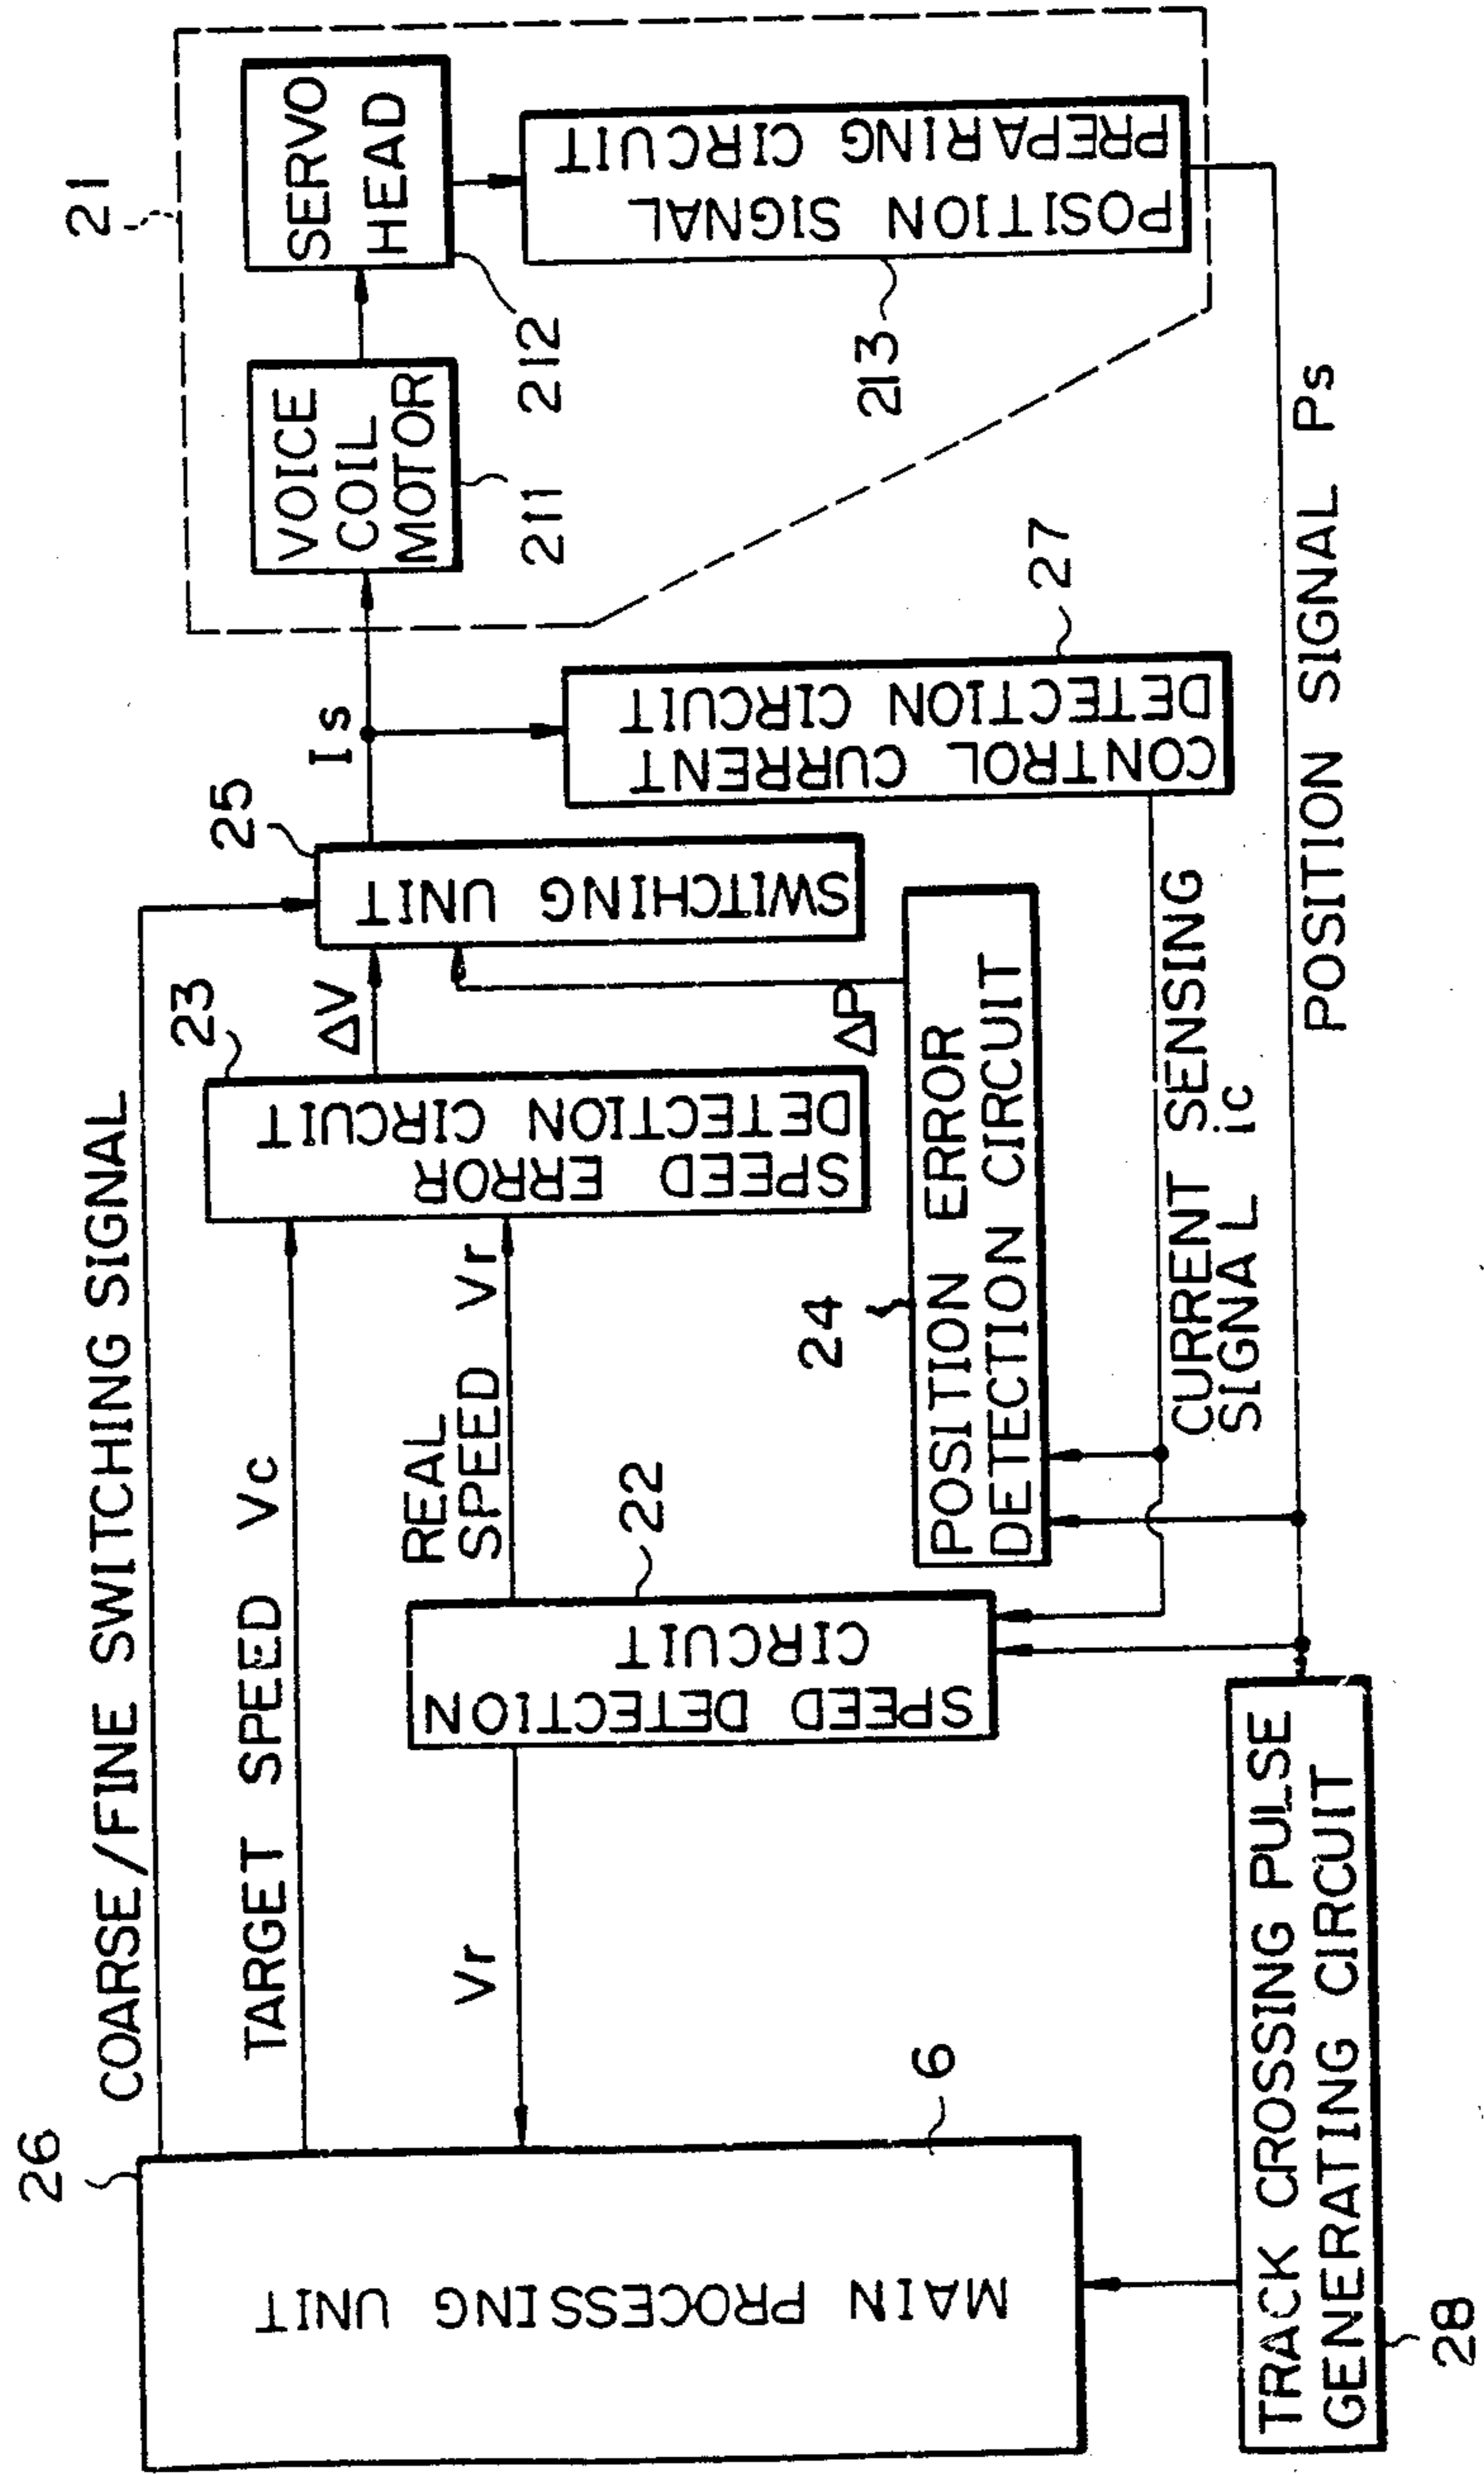 26
COARSE/FINE SWITCHING SIGNAL
TARGET SPEED Vc
Vr
REAL
SPEED Vr
MAIN PROCESSING UNIT
6
TRACK CROSSING PULSE
GENERATING CIRCUIT
28
SPEED DETECTION
CIRCUIT
22
23
SPEED ERROR
DETECTION CIRCUIT
ΔV
24
POSITION ERROR
DETECTION CIRCUIT
ΔP
25
SWITCHING UNIT
Is
CONTROL CURRENT
DETECTION CIRCUIT
27
CURRENT SENSING
SIGNAL ic
POSITION SIGNAL Ps
21
VOICE
COIL
MOTOR
211
SERVO
HEAD
212
POSITION SIGNAL
PREPARING CIRCUIT
213